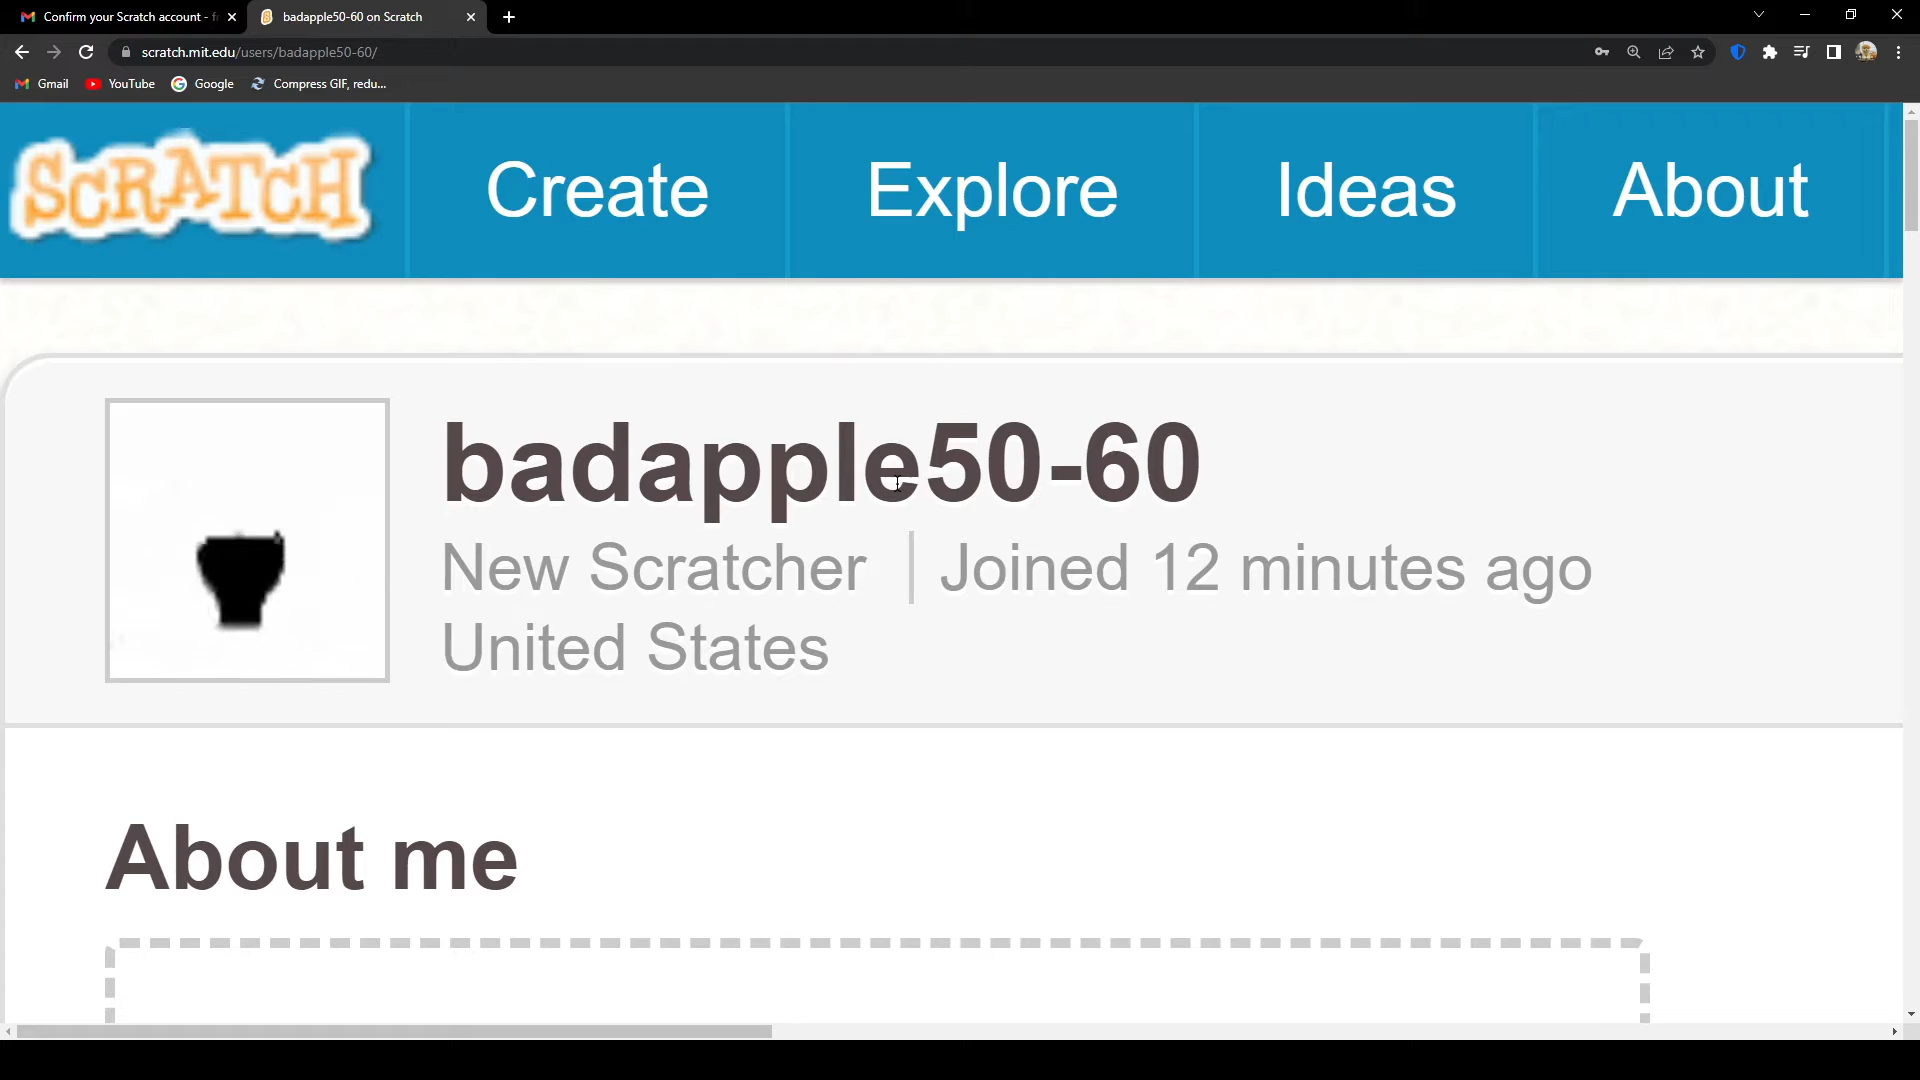 Confirm your Scratch account - f
badapple50-60 on Scratch
scratch.mit.edu/users/badapple50-60/
Gmail
YouTube
Google
Compress GIF, redu...
SCRATCH
Create
Explore
Ideas
About
badapple50-60
New Scratcher
Joined 12 minutes ago
United States
About me